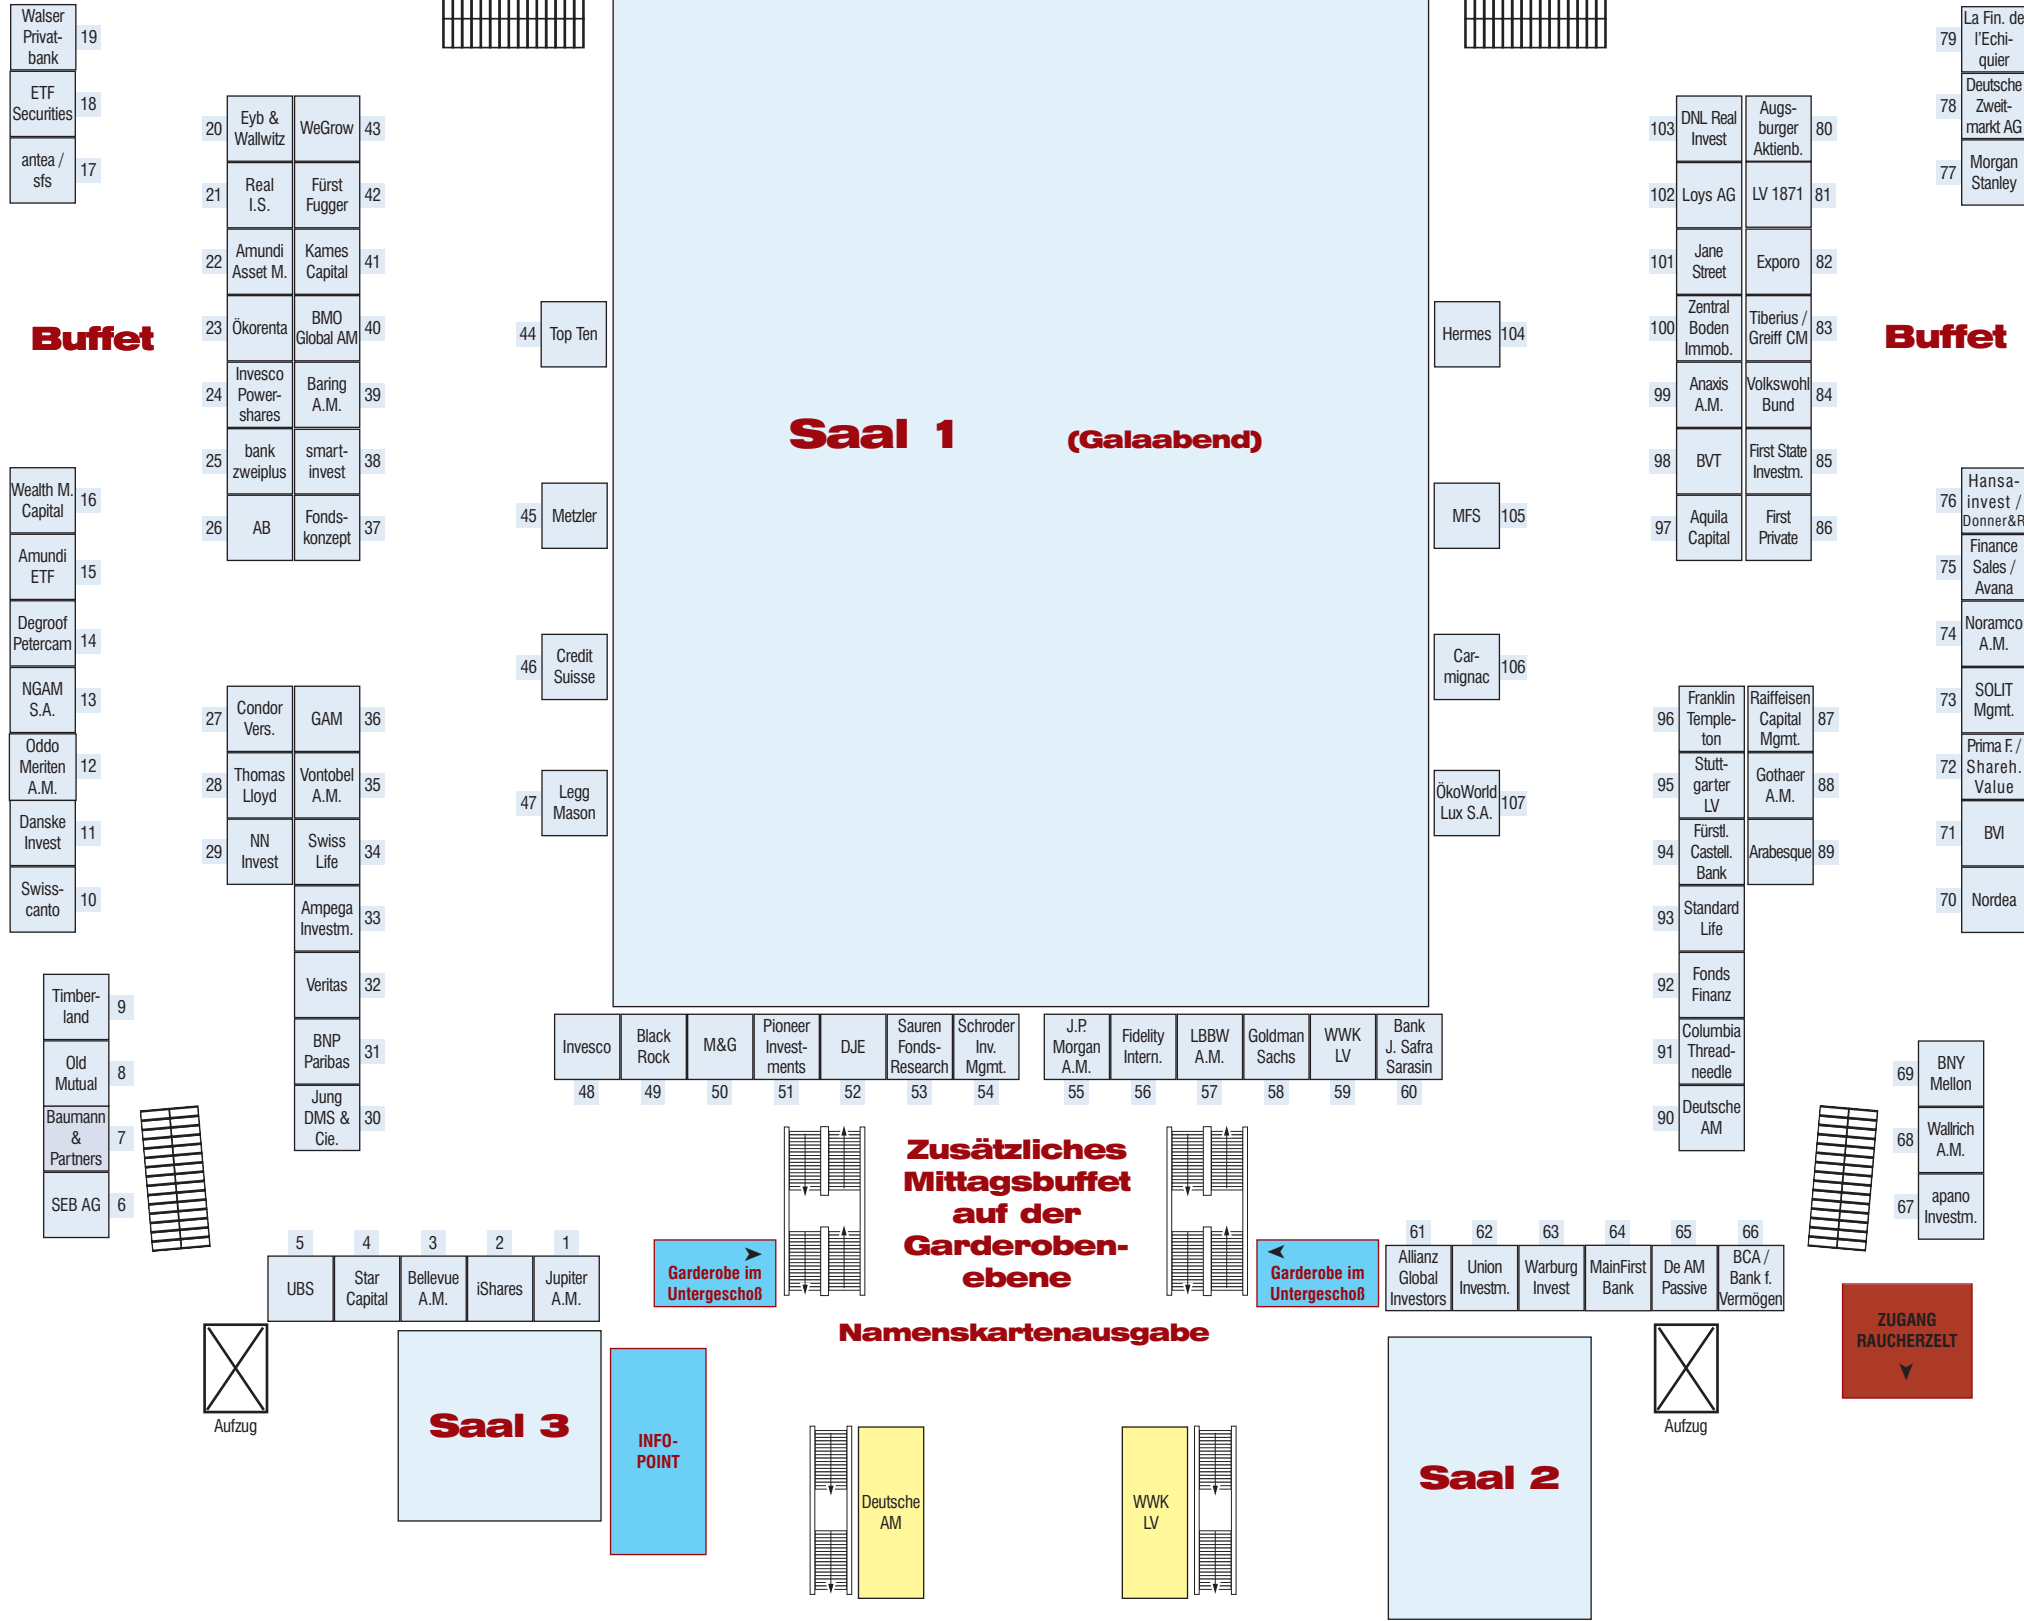 Walser
Privat-
bank
19
ETF
Securities
18
antea /
sfs
17
Buffet
Wealth M.
Capital
16
Amundi
ETF
15
Degroof
Petercam
14
NGAM
S.A.
13
Oddo
Meriten
A.M.
12
Danske
Invest
11
Swiss-
canto
10
Timber-
land
9
Old
Mutual
8
Baumann
&
Partners
7
SEB AG
6
20
Eyb &
Wallwitz
WeGrow
43
21
Real
I.S.
Fürst
Fugger
42
22
Amundi
Asset M.
Kames
Capital
41
23
Ökorenta
BMO
Global AM
40
24
Invesco
Power-
shares
Baring
A.M.
39
25
bank
zweiplus
smart-
invest
38
26
AB
Fonds-
konzept
37
27
Condor
Vers.
GAM
36
28
Thomas
Lloyd
Vontobel
A.M.
35
29
NN
Invest
Swiss
Life
34
Ampega
Investm.
33
Veritas
32
BNP
Paribas
31
Jung
DMS &
Cie.
30
44
Top Ten
45
Metzler
46
Credit
Suisse
47
Legg
Mason
Saal 1 (Galaabend)
Hermes
104
MFS
105
Car-
mignac
106
ÖkoWorld
Lux S.A.
107
Invesco
48
Black
Rock
49
M&G
50
Pioneer
Invest-
ments
51
DJE
52
Sauren
Fonds-
Research
53
Schroder
Inv.
Mgmt.
54
J.P.
Morgan
A.M.
55
Fidelity
Intern.
56
LBBW
A.M.
57
Goldman
Sachs
58
WWK
LV
59
Bank
J. Safra
Sarasin
60
103
DNL Real
Invest
Augs-
burger
Aktienb.
80
102
Loys AG
LV 1871
81
101
Jane
Street
Exporo
82
100
Zentral
Boden
Immob.
Tiberius /
Greiff CM
83
99
Anaxis
A.M.
Volkswohl
Bund
84
98
BVT
First State
Investm.
85
97
Aquila
Capital
First
Private
86
96
Franklin
Temple-
ton
Raiffeisen
Capital
Mgmt.
87
95
Stutt-
garter
LV
Gothaer
A.M.
88
94
Fürstl.
Castell.
Bank
Arabesque
89
93
Standard
Life
92
Fonds
Finanz
91
Columbia
Thread-
needle
90
Deutsche
AM
79
La Fin. de
l'Echi-
quier
78
Deutsche
Zweit-
markt AG
77
Morgan
Stanley
Buffet
76
Hansa-
invest /
Donner&R
75
Finance
Sales /
Avana
74
Noramco
A.M.
73
SOLIT
Mgmt.
72
Prima F. /
Shareh.
Value
71
BVI
70
Nordea
69
BNY
Mellon
68
Wallrich
A.M.
67
apano
Investm.
5
UBS
4
Star
Capital
3
Bellevue
A.M.
2
iShares
1
Jupiter
A.M.
Garderobe im
Untergeschoß
Zusätzliches
Mittagsbuffet
auf der
Garderoben-
ebene
Garderobe im
Untergeschoß
61
Allianz
Global
Investors
62
Union
Investm.
63
Warburg
Invest
64
MainFirst
Bank
65
De AM
Passive
66
BCA /
Bank f.
Vermögen
ZUGANG
RAUCHERZELT
Namenskartenausgabe
Aufzug
Saal 3
INFO-
POINT
Deutsche
AM
WWK
LV
Saal 2
Aufzug